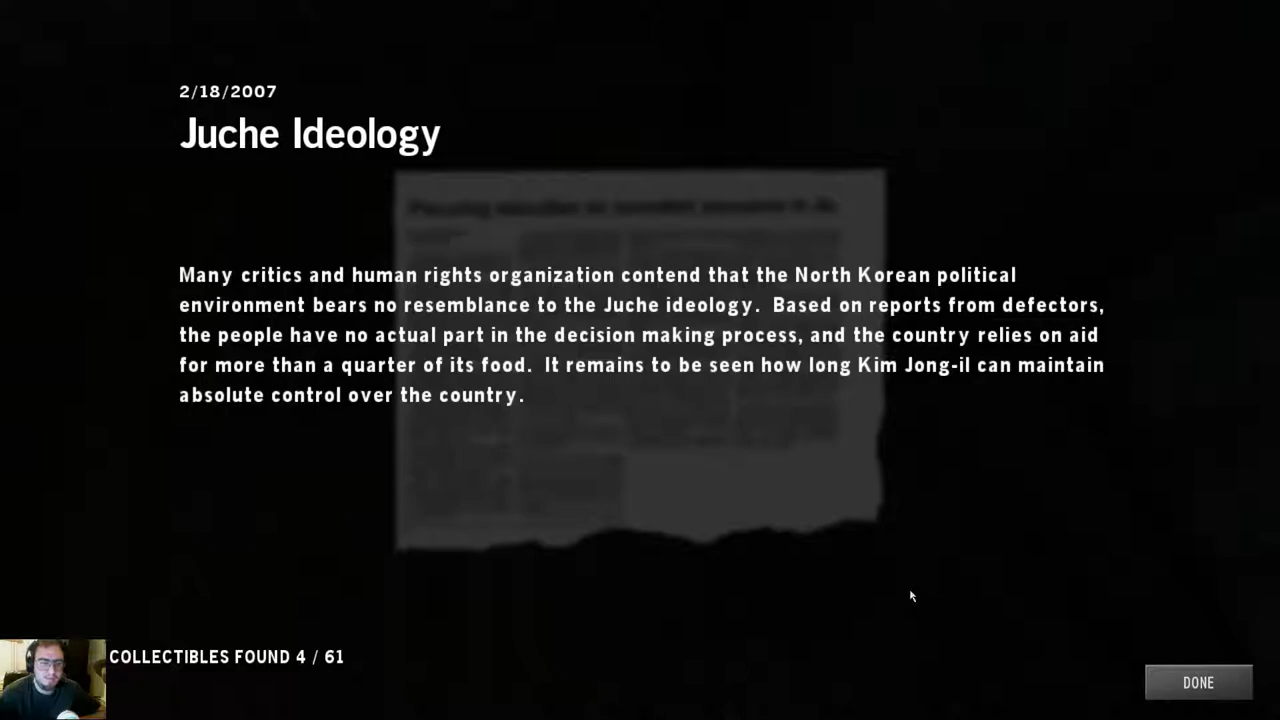 2/18/2007
Juche Ideology
Many critics and human rights organization contend that the North Korean political
environment bears no resemblance to the Juche ideology.  Based on reports from defectors,
the people have no actual part in the decision making process, and the country relies on aid
for more than a quarter of its food.  It remains to be seen how long Kim Jong-il can maintain
absolute control over the country.
COLLECTIBLES FOUND 4 / 61
DONE